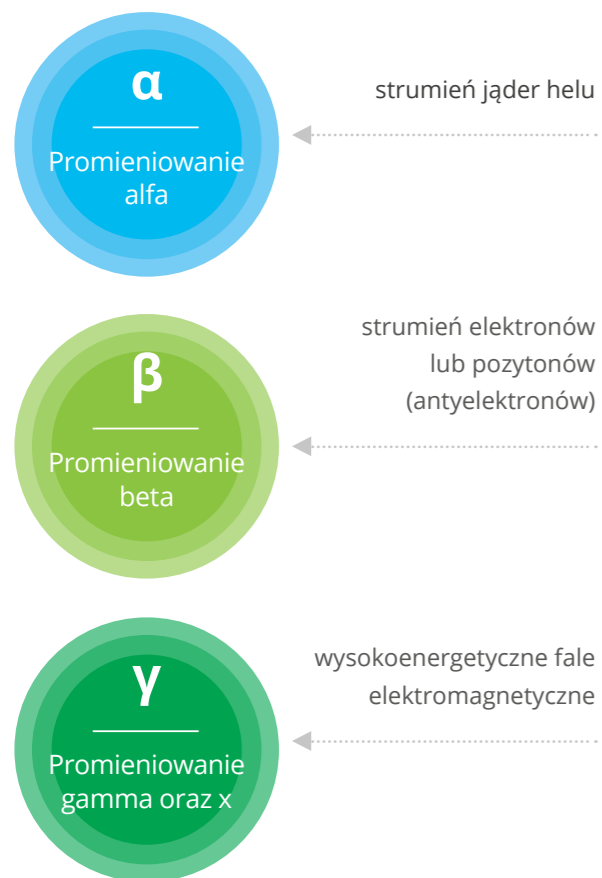 α
Promieniowanie
alfa
strumień jąder helu
β
Promieniowanie
beta
strumień elektronów
lub pozytonów
(antyelektronów)
γ
Promieniowanie
gamma oraz x
wysokoenergetyczne fale
elektromagnetyczne